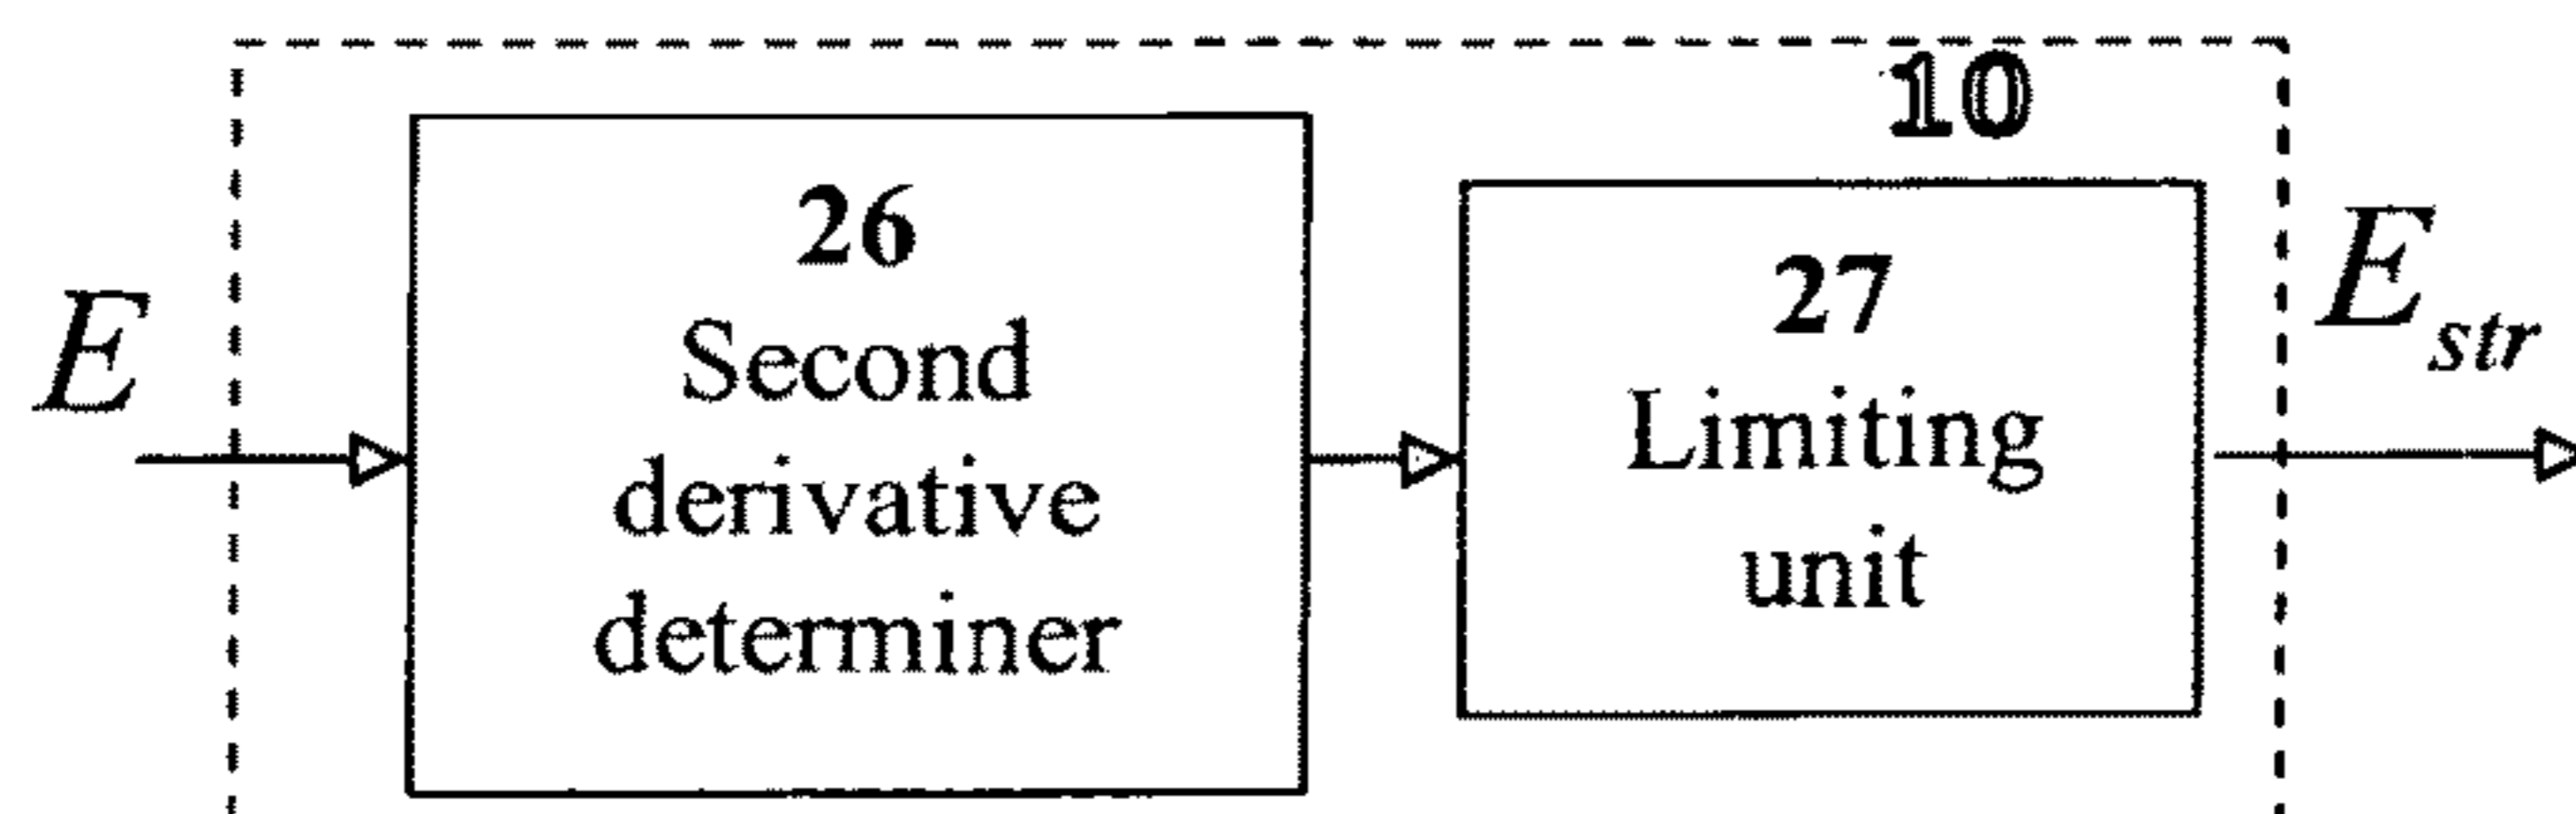 10
E
26
Second
derivative
determiner
27
Limiting
unit
E_str